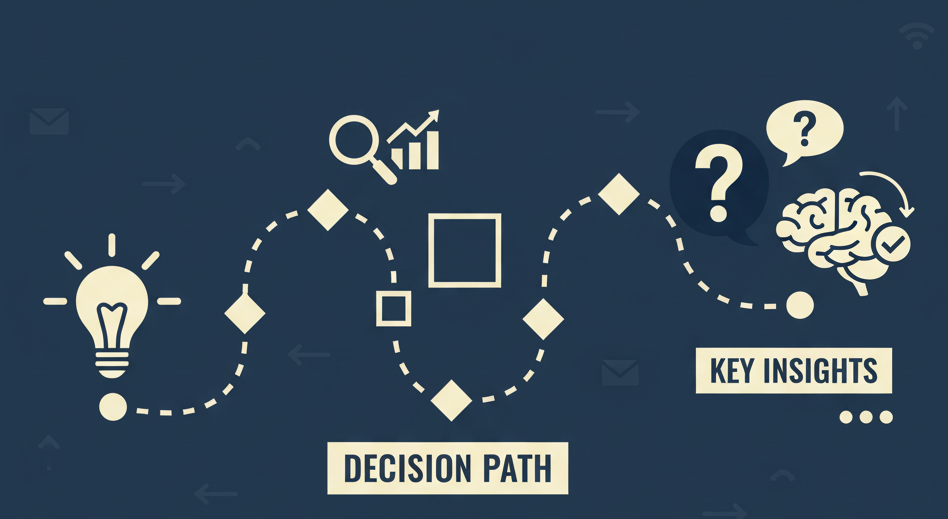 ?
?
KEY INSIGHTS
DECISION PATH